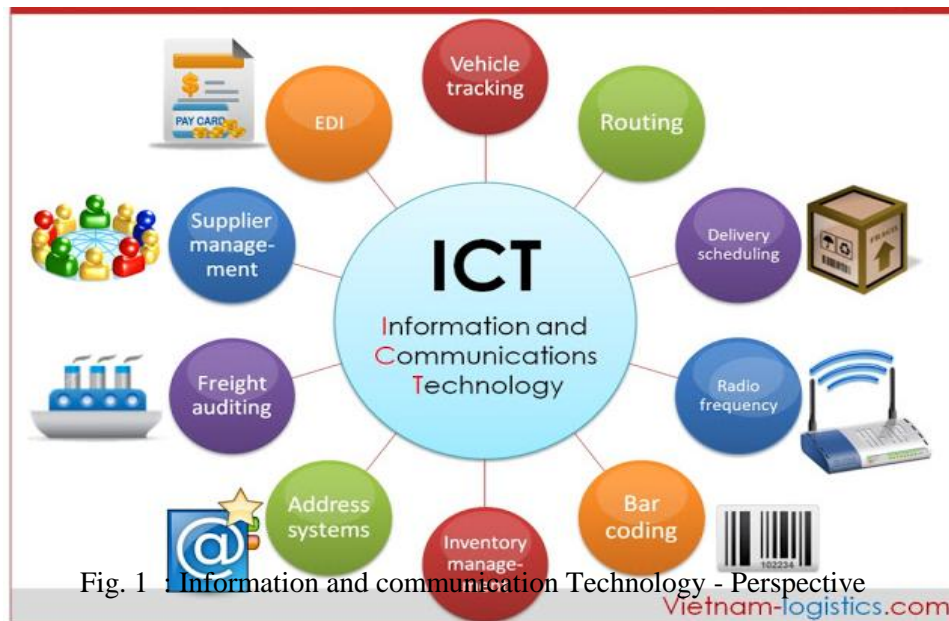 Vehicle
tracking
EDI
Routing
PAY CARD
Supplier
manage-
ment
Delivery
scheduling
ICT
Information and
Communications
Technology
Freight
auditing
Radio
frequency
Address
systems
Bar
coding
Inventory
manage-
ment
102234
Fig. 1 : Information and communication Technology - Perspective
Vietnam-logistics.com